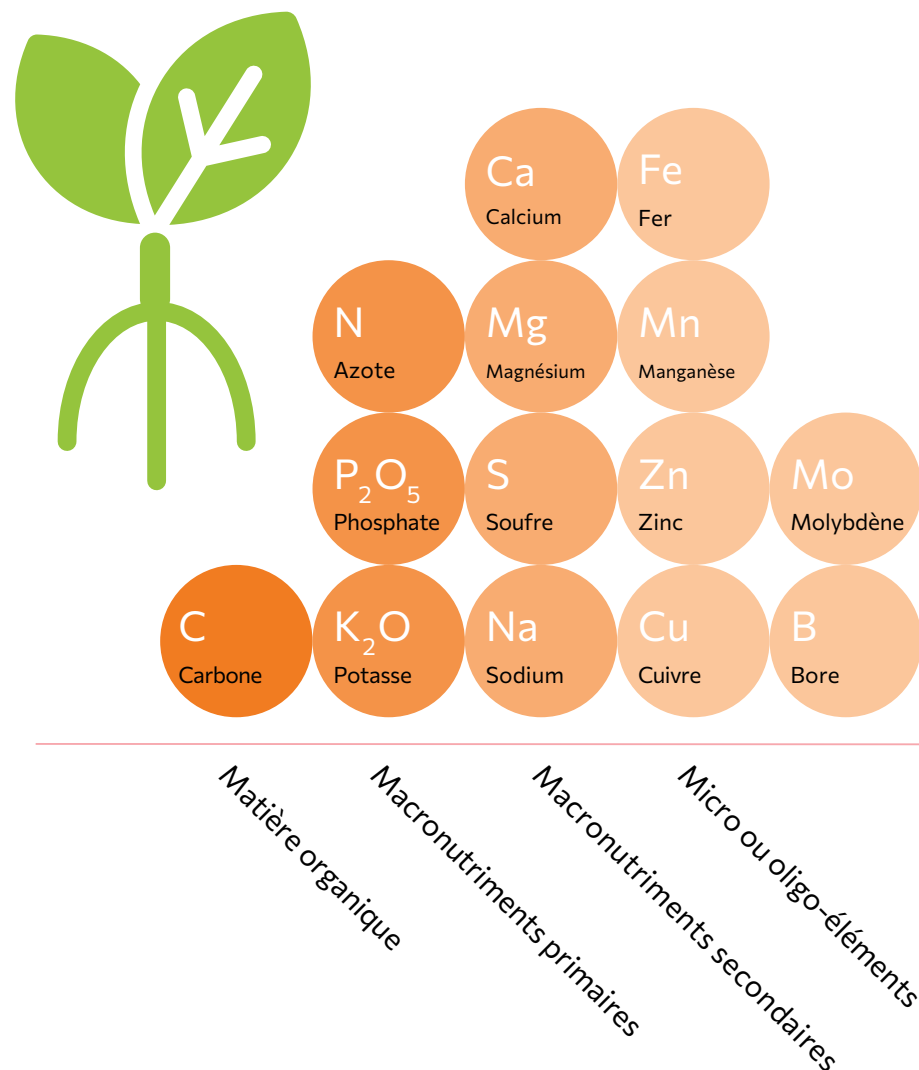 Ca
Calcium
Fe
Fer
N
Azote
Mg
Magnésium
Mn
Manganèse
P₂O₅
Phosphate
S
Soufre
Zn
Zinc
Mo
Molybdène
C
Carbone
K₂O
Potasse
Na
Sodium
Cu
Cuivre
B
Bore
Matière organique
Macronutriments primaires
Macronutriments secondaires
Micro ou oligo-éléments